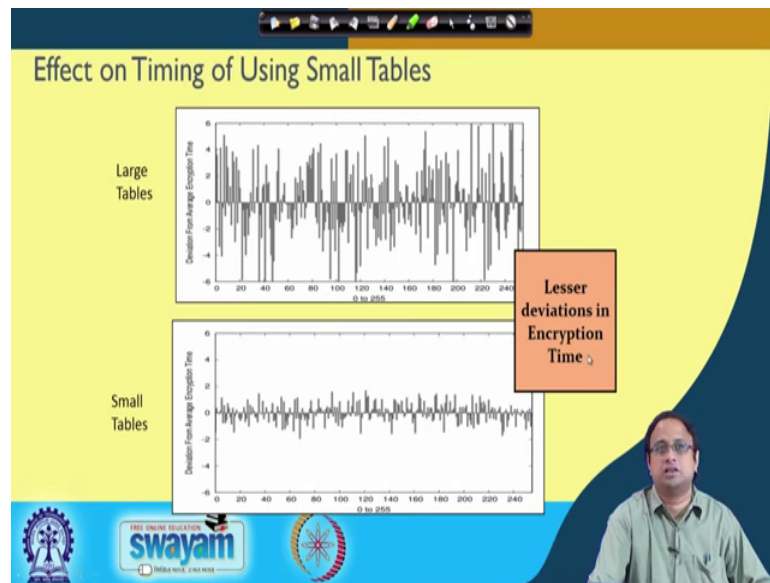 Effect on Timing of Using Small Tables
Large
Tables
Deviation From Average Encryption Time
6
4
2
0
-2
-4
-6
0 20 40 60 80 100 120 140 160 180 200 220 240
0 to 255
Lesser
deviations in
Encryption
Time
Small
Tables
Deviation From Average Encryption Time
6
4
2
0
-2
-4
-6
0 20 40 60 80 100 120 140 160 180 200 220 240
0 to 255
FREE ONLINE EDUCATION
swayam